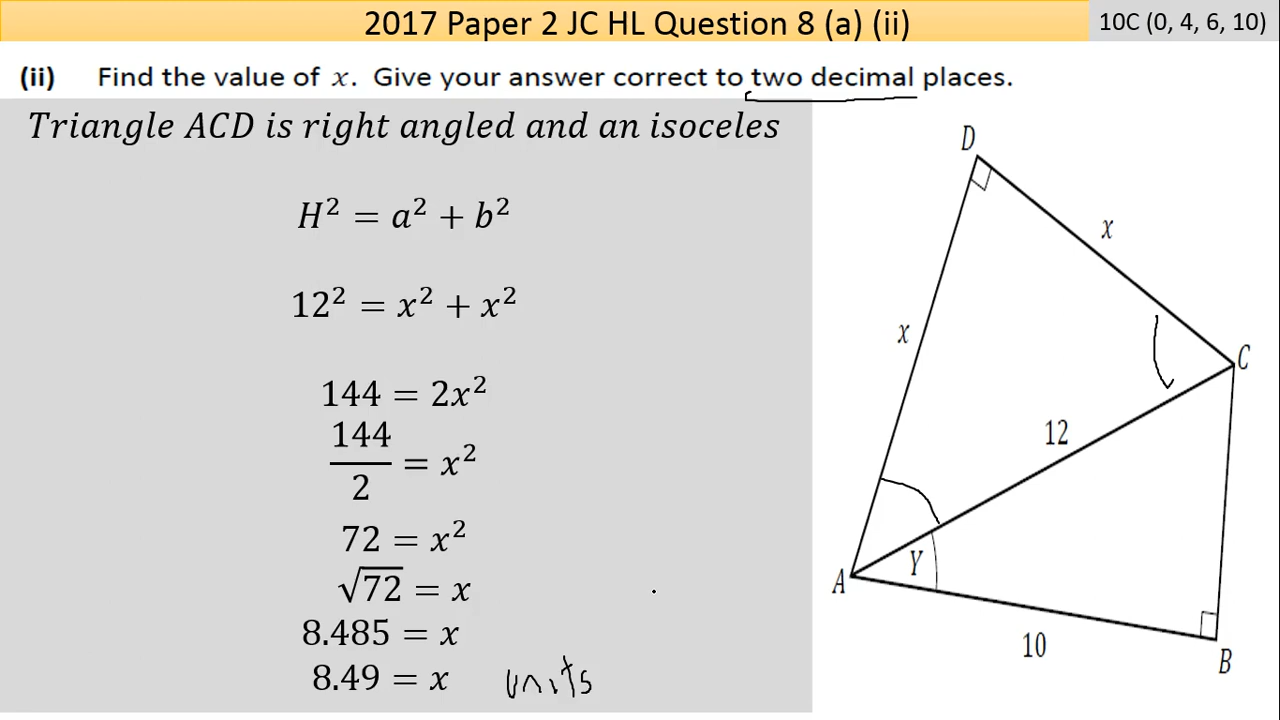 2017 Paper 2 JC HL Question 8 (a) (ii)
10C (0, 4, 6, 10)
(ii) Find the value of x. Give your answer correct to two decimal places.
Triangle ACD is right angled and an isoceles
H² = a² + b²
12² = x² + x²
144 = 2x²
144/2 = x²
72 = x²
√72 = x
8.485 = x
8.49 = x units
D
x
x
C
12
Y
A
10
B